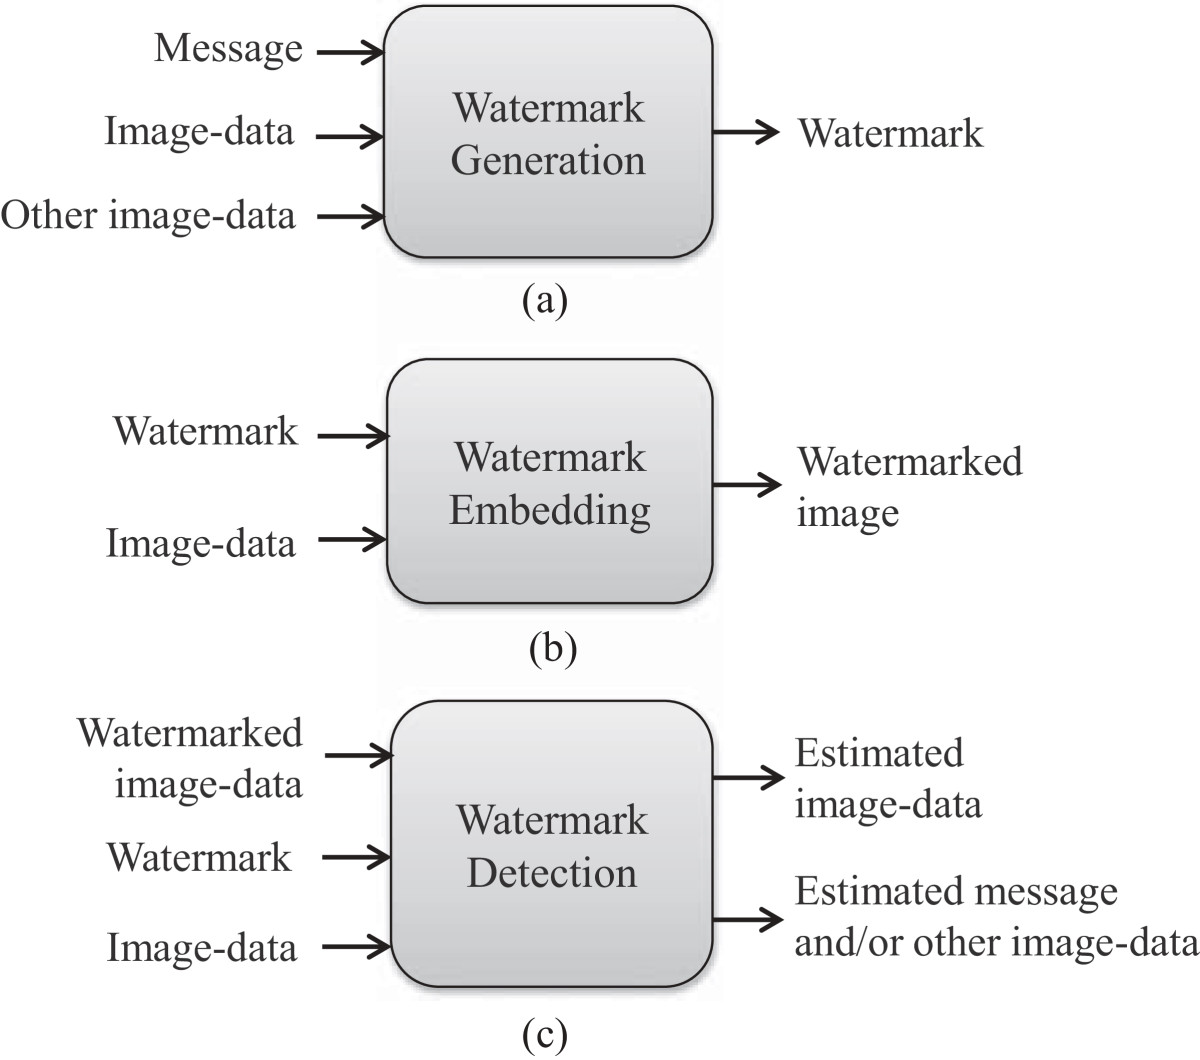 Message
Image-data
Other image-data
Watermark
Generation
Watermark
(a)
Watermark
Image-data
Watermark
Embedding
Watermarked
image
(b)
Watermarked
image-data
Watermark
Image-data
Watermark
Detection
Estimated
image-data
Estimated message
and/or other image-data
(c)